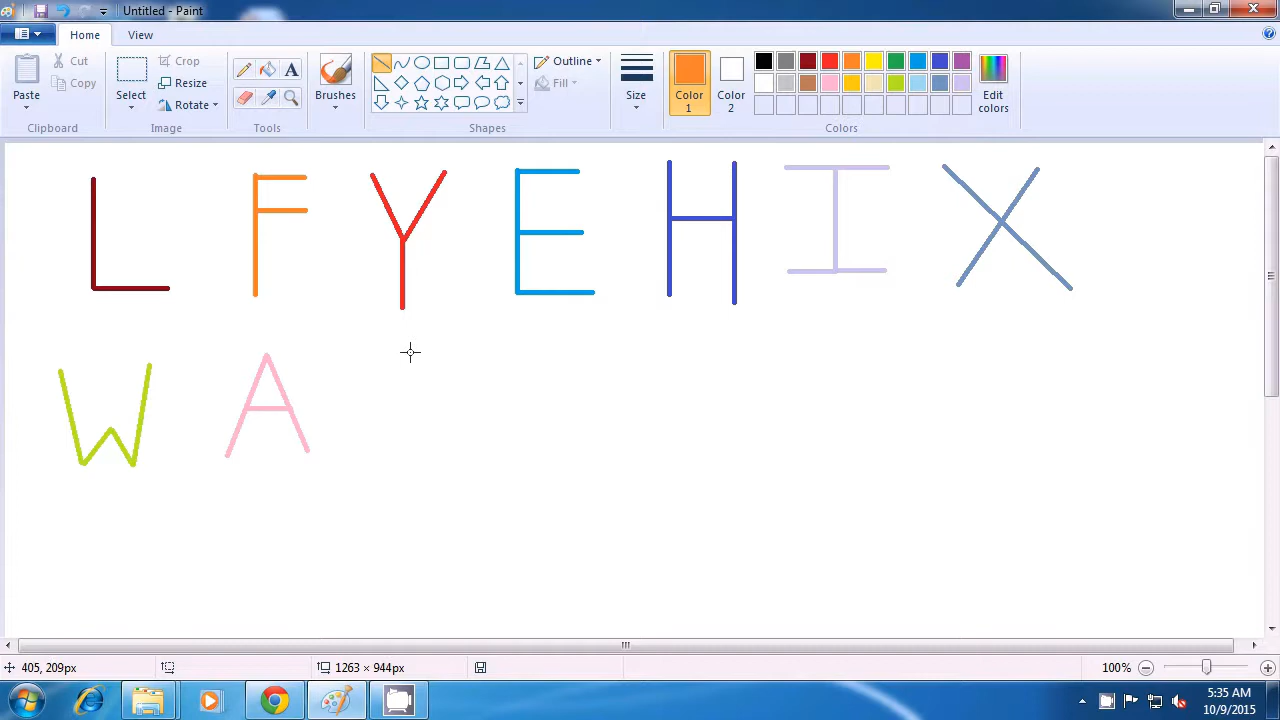 Untitled - Paint
Home View
Paste
Cut
Copy
Clipboard
Select
Crop
Resize
Rotate
Image
Tools
Brushes
Shapes
Outline
Fill
Size
Color 1
Color 2
Edit colors
Colors
L F Y E H I X
W A
405, 209px
1263 × 944px
100%
5:35 AM
10/9/2015